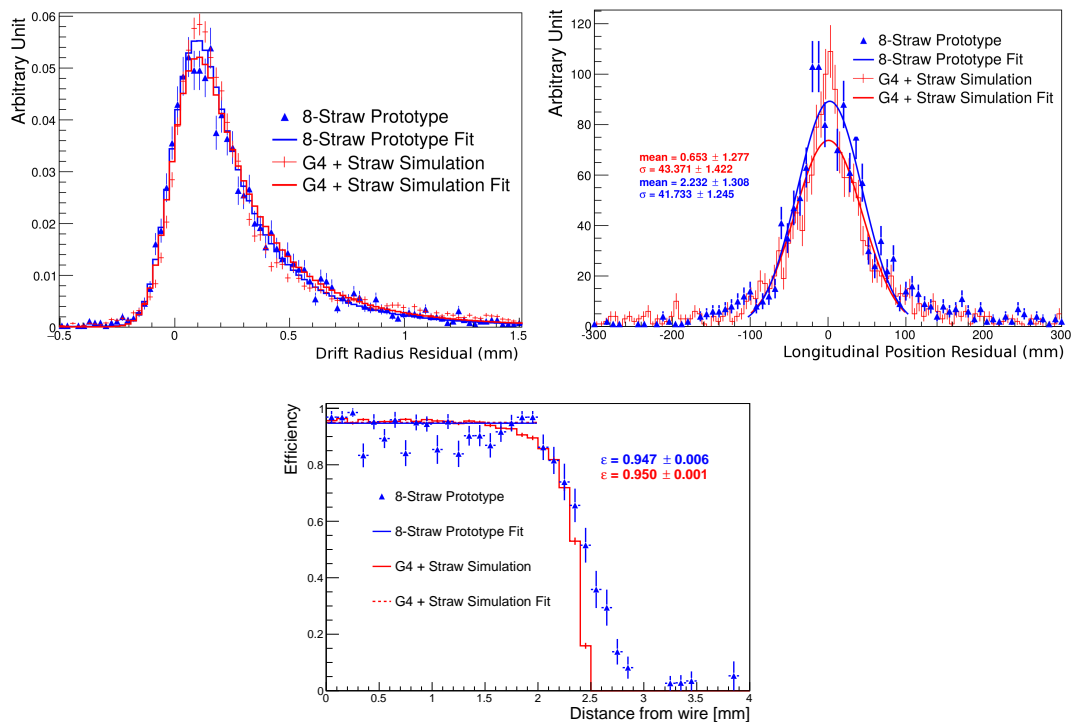 Arbitrary Unit
0.06
0.05
0.04
0.03
0.02
0.01
0
8-Straw Prototype
8-Straw Prototype Fit
G4 + Straw Simulation
G4 + Straw Simulation Fit
−0.5 0 0.5 1 1.5
Drift Radius Residual (mm)
Arbitrary Unit
120
100
80
60
40
20
0
8-Straw Prototype
8-Straw Prototype Fit
G4 + Straw Simulation
G4 + Straw Simulation Fit
mean = 0.653 ± 1.277
σ = 43.371 ± 1.422
mean = 2.232 ± 1.308
σ = 41.733 ± 1.245
-300 -200 -100 0 100 200 300
Longitudinal Position Residual (mm)
Efficiency
1
0.8
0.6
0.4
0.2
0
ε = 0.947 ± 0.006
ε = 0.950 ± 0.001
8-Straw Prototype
8-Straw Prototype Fit
G4 + Straw Simulation
G4 + Straw Simulation Fit
0 0.5 1 1.5 2 2.5 3 3.5 4
Distance from wire [mm]